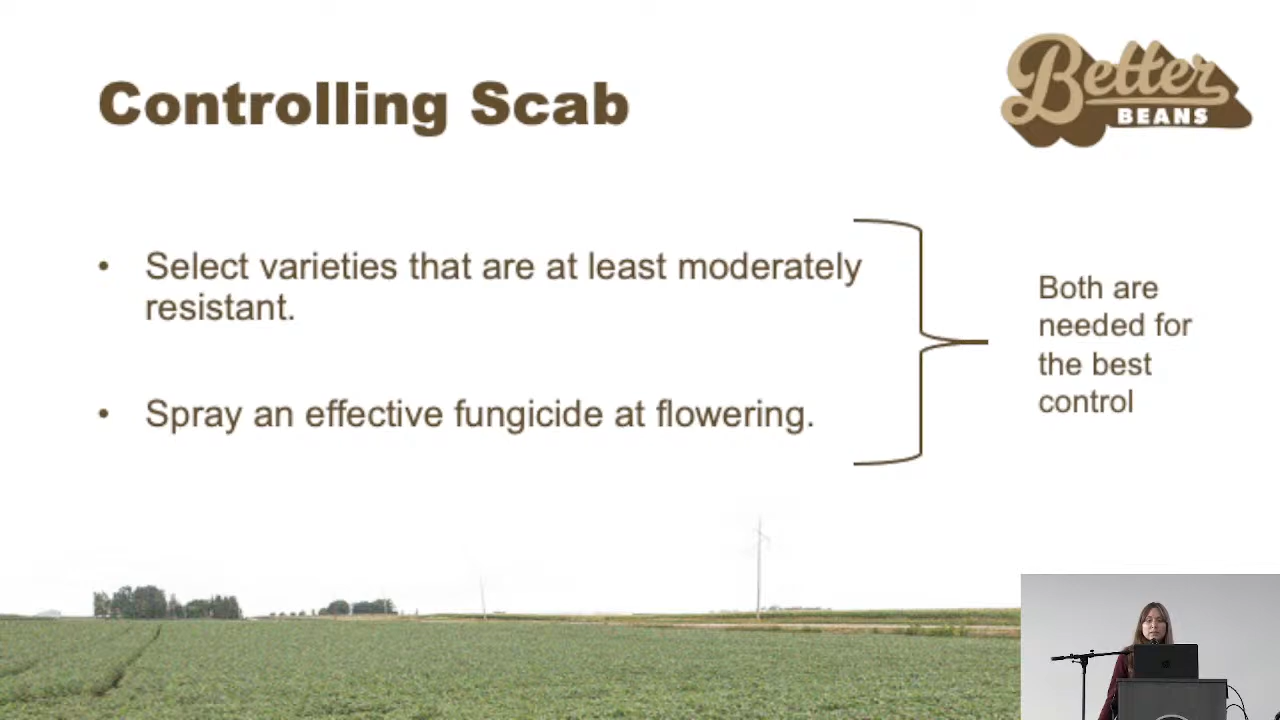 Better
BEANS
Controlling Scab
• Select varieties that are at least moderately
resistant.
• Spray an effective fungicide at flowering.
Both are
needed for
the best
control